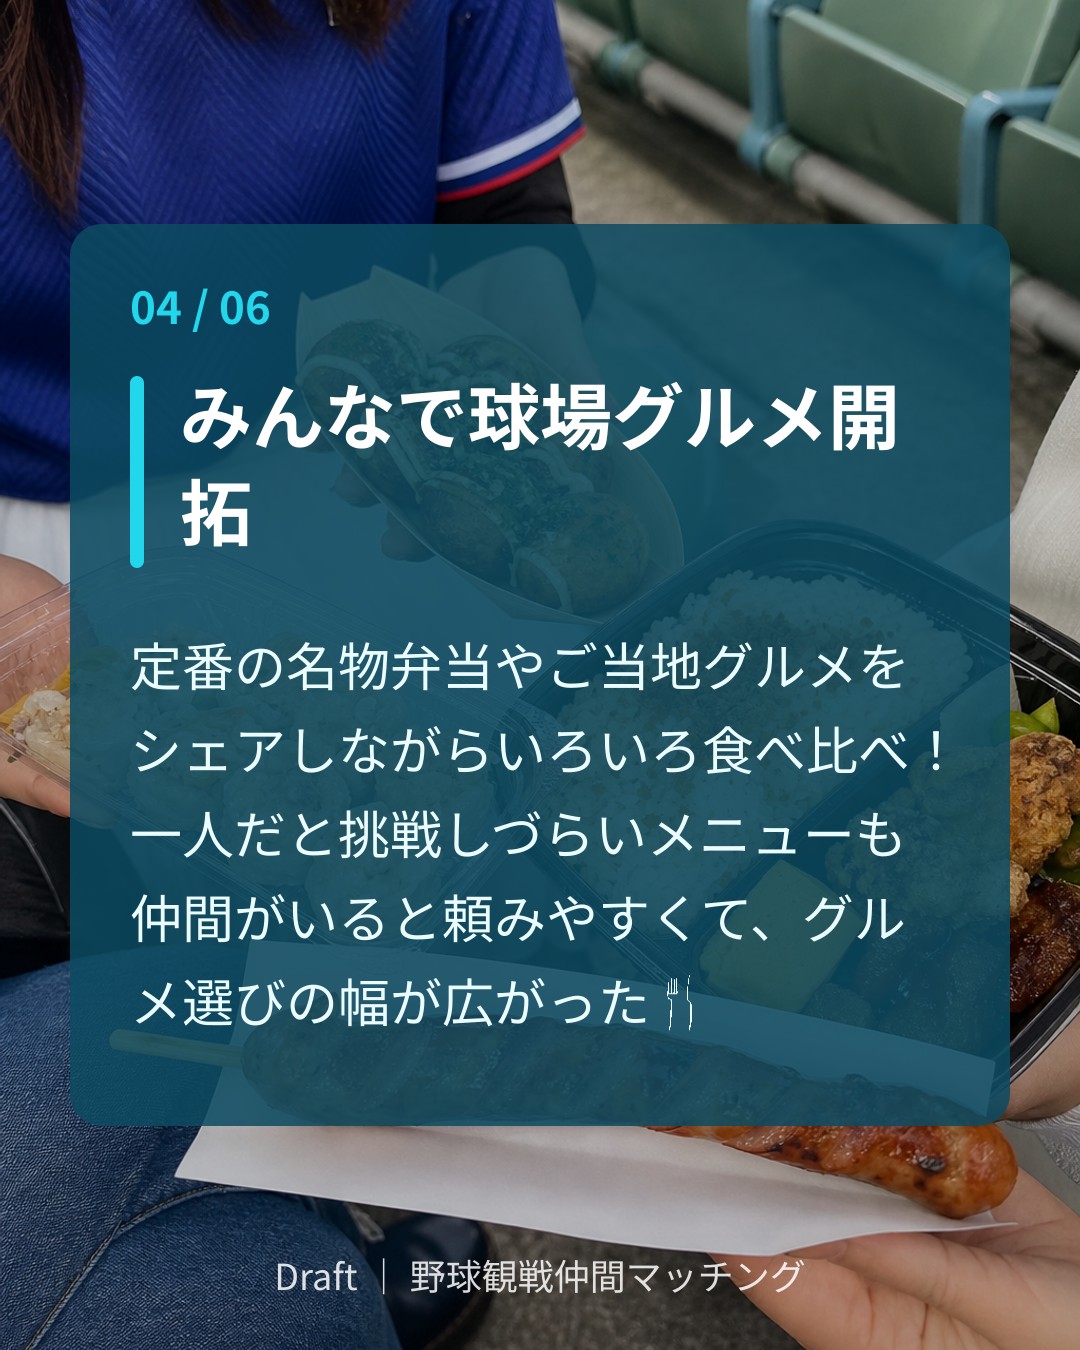 04 / 06
みんなで球場グルメ開
拓
定番の名物弁当やご当地グルメを
シェアしながらいろいろ食べ比べ！
一人だと挑戦しづらいメニューも
仲間がいると頼みやすくて、グル
メ選びの幅が広がった🍴
Draft ｜ 野球観戦仲間マッチング